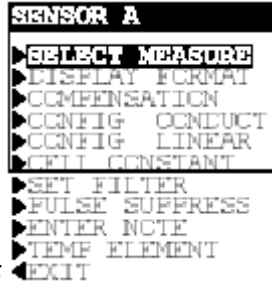 SENSOR A
SELECT MEASURE
DISPLAY FORMAT
COMPENSATION
CONFIG CONDUCT
CONFIG LINEAR
CELL CONSTANT
SET FILTER
PULSE SUPPRESS
ENTER NOTE
TEMP ELEMENT
EXIT